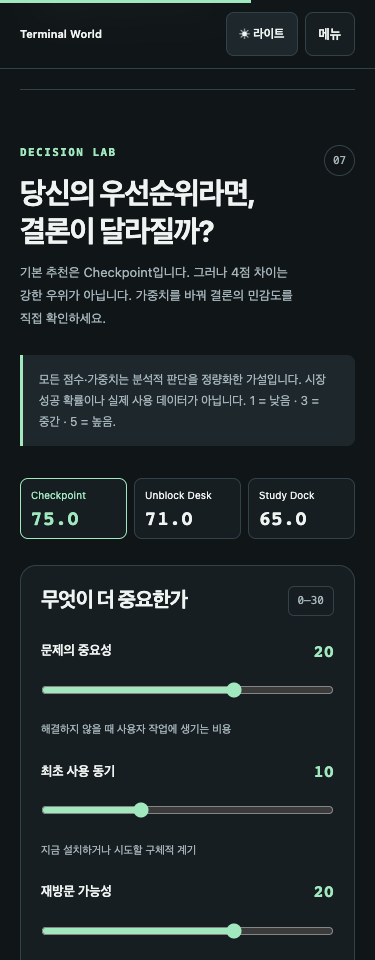 Terminal World
☀ 라이트
메뉴
DECISION LAB
07
당신의 우선순위라면,
결론이 달라질까?
기본 추천은 Checkpoint입니다. 그러나 4점 차이는
강한 우위가 아닙니다. 가중치를 바꿔 결론의 민감도를
직접 확인하세요.
모든 점수·가중치는 분석적 판단을 정량화한 가설입니다. 시장
성공 확률이나 실제 사용 데이터가 아닙니다. 1 = 낮음 · 3 =
중간 · 5 = 높음.
Checkpoint
75.0
Unblock Desk
71.0
Study Dock
65.0
무엇이 더 중요한가
0–30
문제의 중요성
20
해결하지 않을 때 사용자 작업에 생기는 비용
최초 사용 동기
10
지금 설치하거나 시도할 구체적 계기
재방문 가능성
20